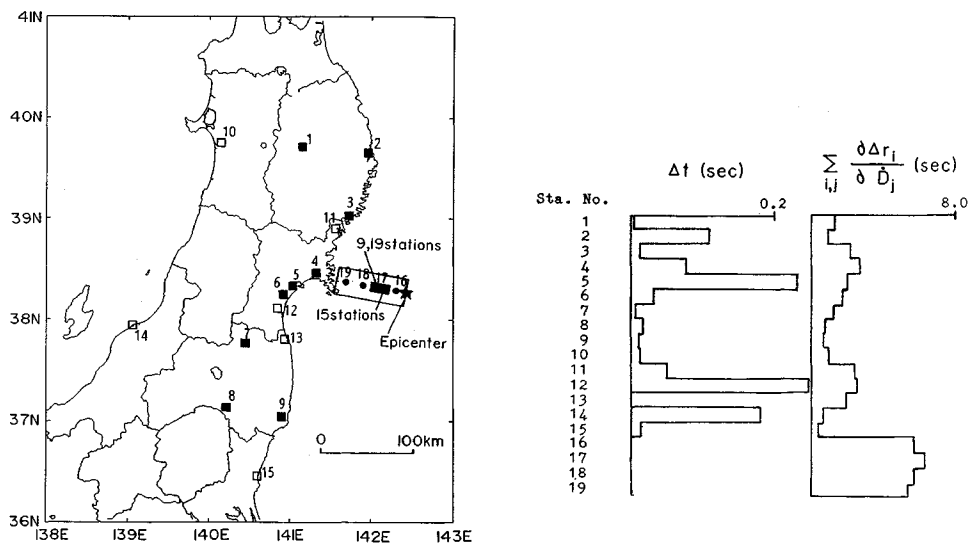 41N
40N
39N
38N
37N
36N
138E 139E 140E 141E 142E 143E
10
1
2
3
11
9,19stations
4
5
6
19 18 17 16
12
15stations
14
13
Epicenter
7
8
9
0 100km
15
Δt (sec)
∑ i,j ∂Δri / ∂Ḋj (sec)
Sta. No.
0.2
8.0
1
2
3
4
5
6
7
8
9
10
11
12
13
14
15
16
17
18
19